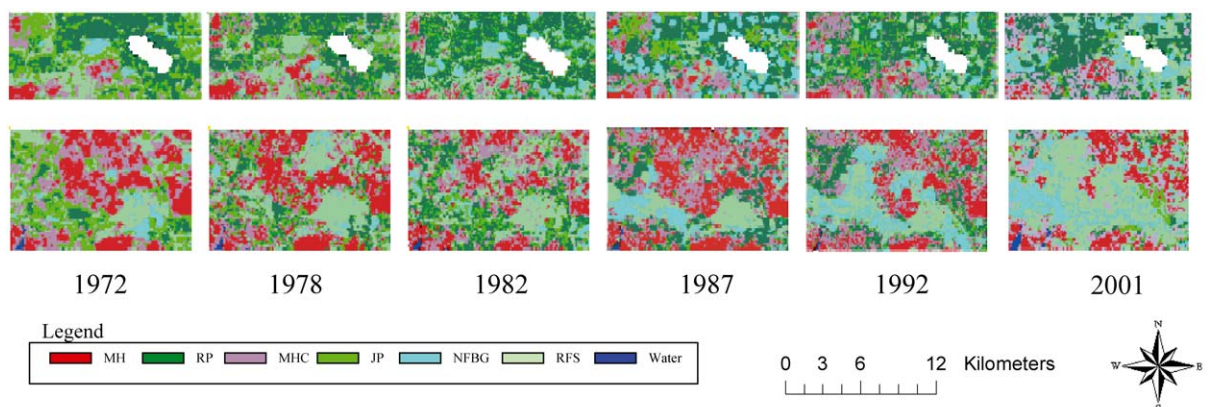 1972 1978 1982 1987 1992 2001
Legend
MH RP MHC JP NFBG RFS Water
0 3 6 12 Kilometers
N
W E
S